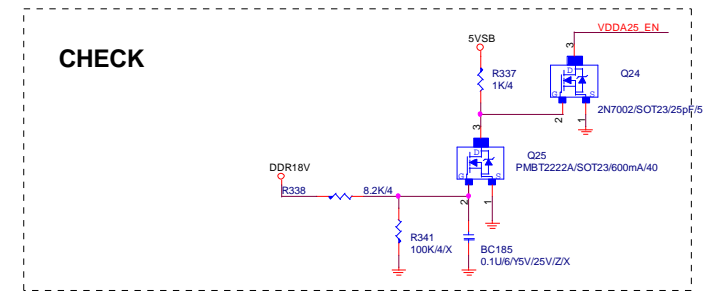 CHECK
5VSB
R337
1K/4
3
VDDA25_EN
3
D
G
S
Q24
2N7002/SOT23/25pF/5
2
1
D
G
S
Q25
PMBT2222A/SOT23/600mA/40
2
1
DDR18V
R338
8.2K/4
R341
100K/4/X
BC185
0.1U/6/Y5V/25V/Z/X